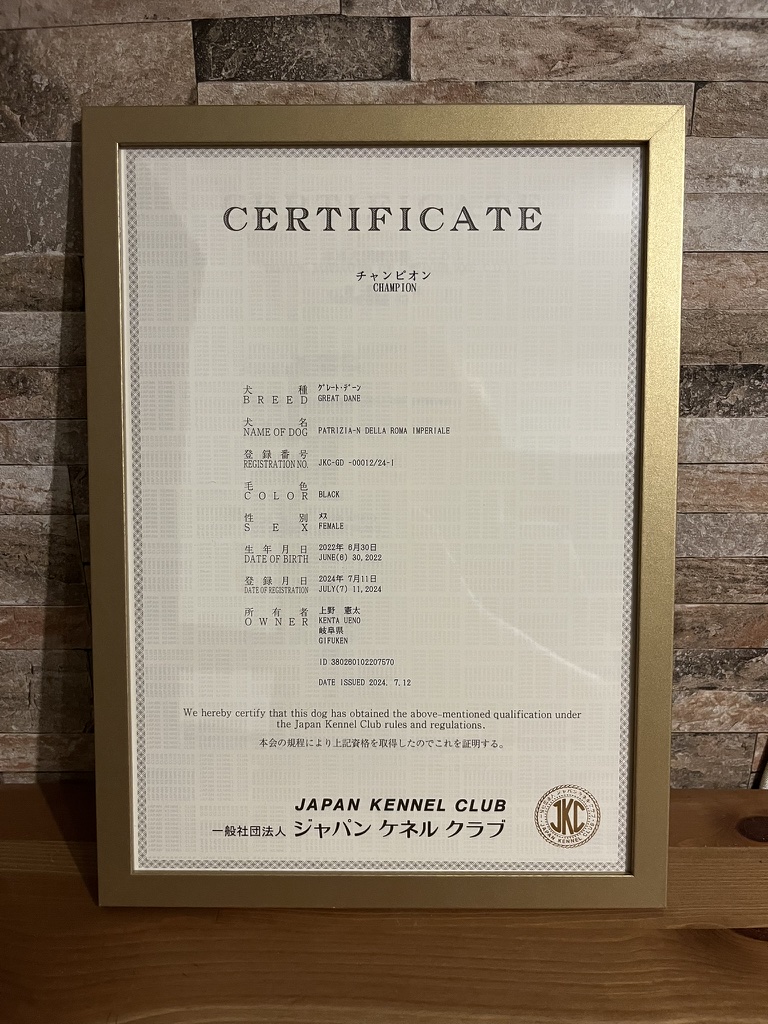 CERTIFICATE
チャンピオン
CHAMPION
犬種 ｸﾞﾚｰﾄ･ﾃﾞｰﾝ
BREED GREAT DANE
犬名
NAME OF DOG PATRIZIA-N DELLA ROMA IMPERIALE
登録番号
REGISTRATION NO. JKC-GD -00012/24-I
毛色
COLOR BLACK
性別 ﾒｽ
SEX FEMALE
生年月日 2022年 6月30日
DATE OF BIRTH JUNE(6) 30,2022
登録月日 2024年 7月11日
DATE OF REGISTRATION JULY(7) 11,2024
所有者 上野 憲太
OWNER KENTA UENO
岐阜県
GIFUKEN
ID 380260102207570
DATE ISSUED 2024. 7.12
We hereby certify that this dog has obtained the above-mentioned qualification under
the Japan Kennel Club rules and regulations.
本会の規程により上記資格を取得したのでこれを証明する。
JAPAN KENNEL CLUB
一般社団法人 ジャパン ケネル クラブ
JKC